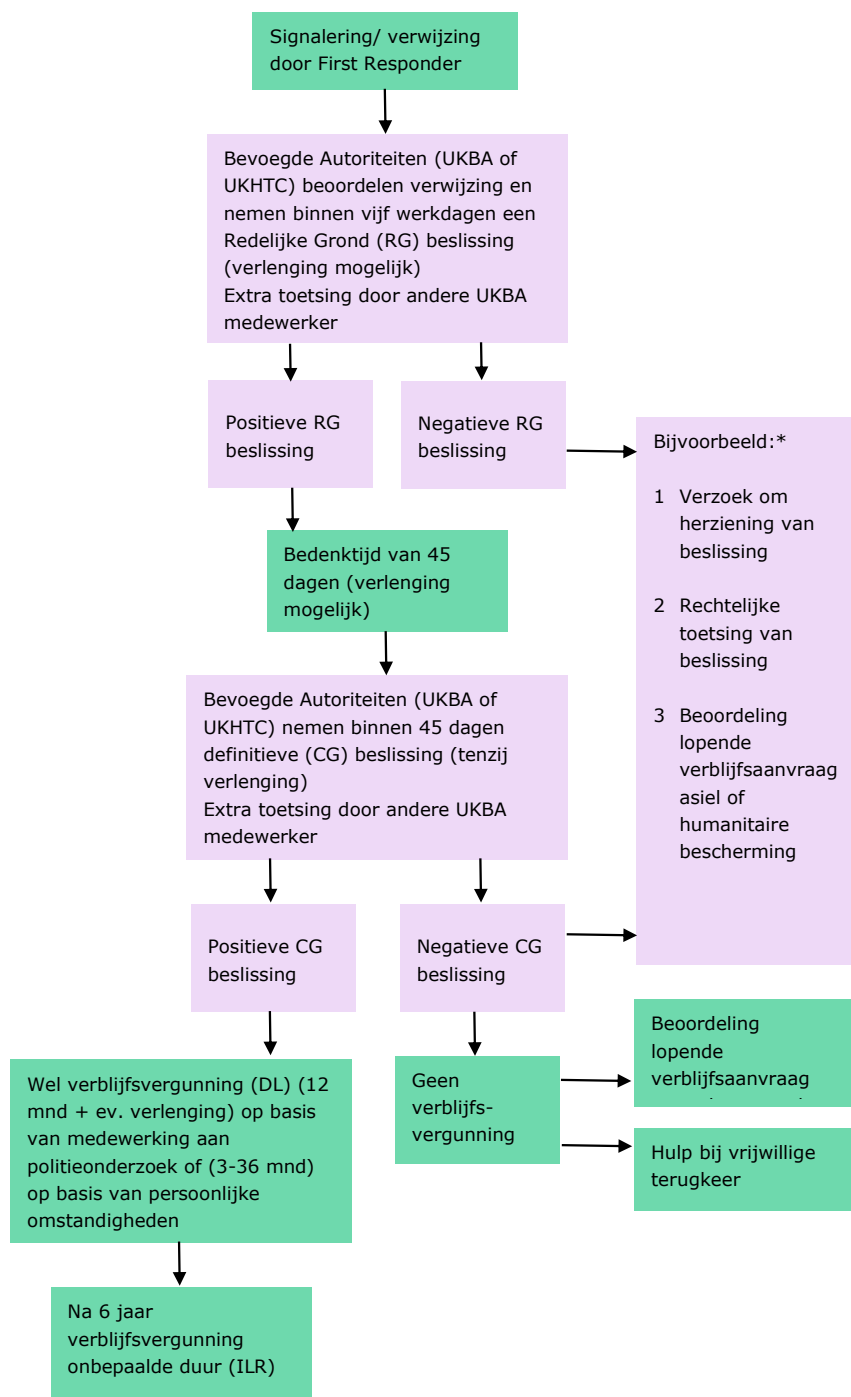 Signalering/ verwijzing
door First Responder
Bevoegde Autoriteiten (UKBA of
UKHTC) beoordelen verwijzing en
nemen binnen vijf werkdagen een
Redelijke Grond (RG) beslissing
(verlenging mogelijk)
Extra toetsing door andere UKBA
medewerker
Positieve RG
beslissing
Negatieve RG
beslissing
Bijvoorbeeld:*
1 Verzoek om
herziening van
beslissing
2 Rechtelijke
toetsing van
beslissing
3 Beoordeling
lopende
verblijfsaanvraag
asiel of
humanitaire
bescherming
Bedenktijd van 45
dagen (verlenging
mogelijk)
Bevoegde Autoriteiten (UKBA of
UKHTC) nemen binnen 45 dagen
definitieve (CG) beslissing (tenzij
verlenging)
Extra toetsing door andere UKBA
medewerker
Positieve CG
beslissing
Negatieve CG
beslissing
Wel verblijfsvergunning (DL) (12
mnd + ev. verlenging) op basis
van medewerking aan
politieonderzoek of (3-36 mnd)
op basis van persoonlijke
omstandigheden
Geen
verblijfs-
vergunning
Beoordeling
lopende
verblijfsaanvraag
Hulp bij vrijwillige
terugkeer
Na 6 jaar
verblijfsvergunning
onbepaalde duur (ILR)